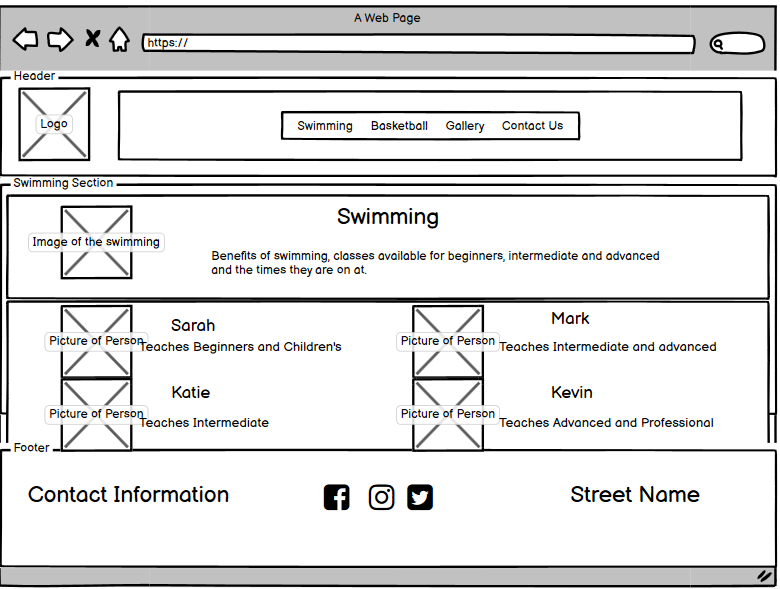 A Web Page
https://
Header
Logo
Swimming Basketball Gallery Contact Us
Swimming Section
Image of the swimming
Swimming
Benefits of swimming, classes available for beginners, intermediate and advanced
and the times they are on at.
Picture of Person
Sarah
Teaches Beginners and Children's
Picture of Person
Mark
Teaches Intermediate and advanced
Picture of Person
Katie
Teaches Intermediate
Picture of Person
Kevin
Teaches Advanced and Professional
Footer
Contact Information
Street Name